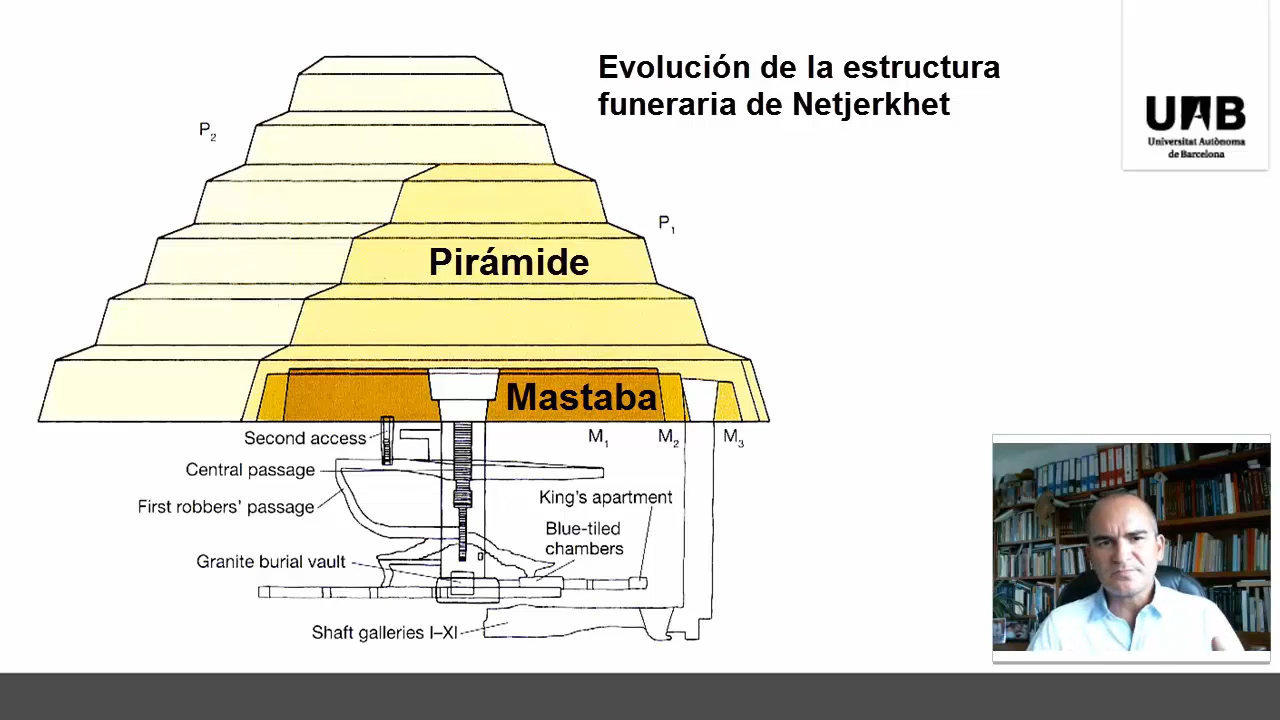 Evolución de la estructura
funeraria de Netjerkhet
UAB
Universitat Autònoma
de Barcelona
P2
P1
Pirámide
Mastaba
M1
M2
M3
Second access
Central passage
First robbers' passage
King's apartment
Blue-tiled
chambers
Granite burial vault
Shaft galleries I–XI